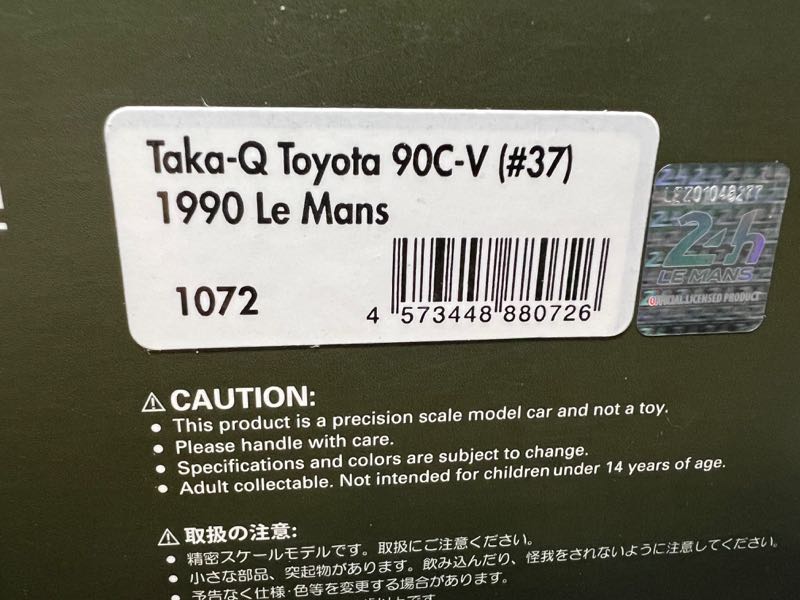 Taka-Q Toyota 90C-V (#37)
1990 Le Mans
1072
4 573448 880726
LEZ01048277
24h
LE MANS
OFFICIAL LICENSED PRODUCT
⚠ CAUTION:
• This product is a precision scale model car and not a toy.
• Please handle with care.
• Specifications and colors are subject to change.
• Adult collectable. Not intended for children under 14 years of age.
⚠ 取扱の注意:
• 精密スケールモデルです。取扱にご注意ください。
• 小さな部品、突起物があります。飲み込んだり、怪我をされないように注意してください。
• 予告なく仕様・色等を変更する場合があります。